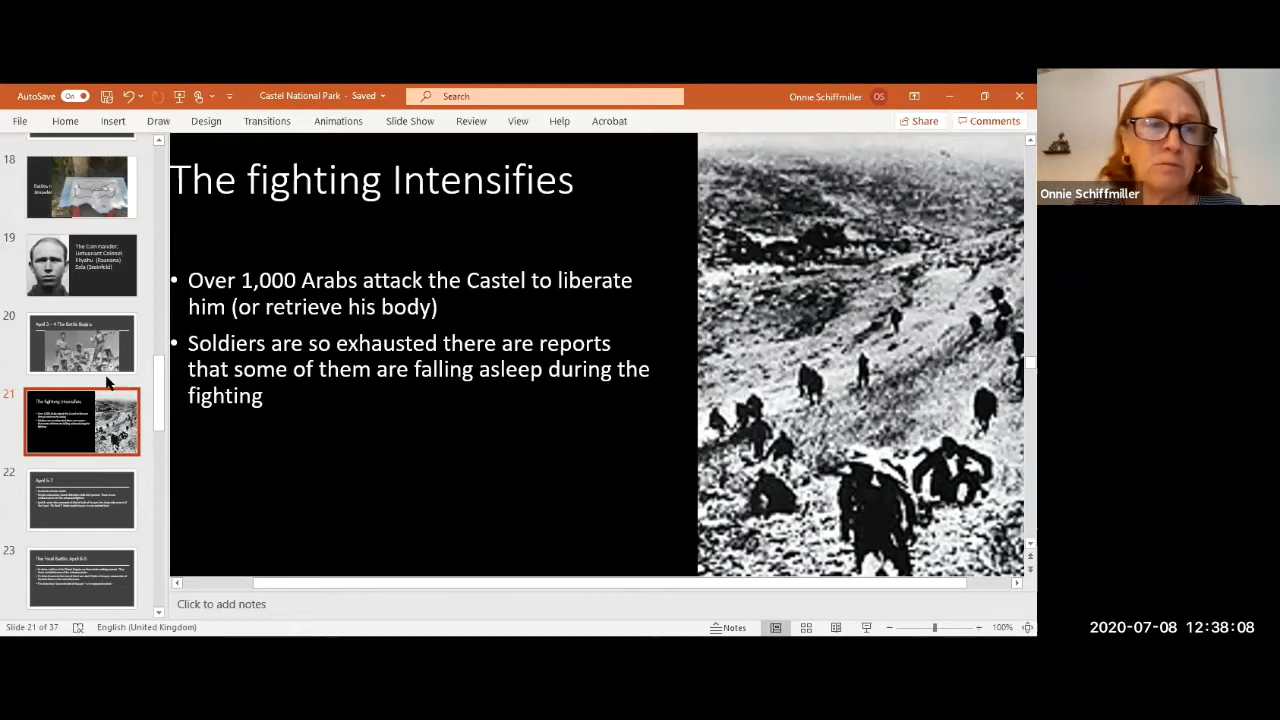 AutoSave On
Castel National Park - Saved
Search
Onnie Schiffmiller OS
File Home Insert Draw Design Transitions Animations Slide Show Review View Help Acrobat Share Comments
18
19
The Commander:
Lieutenant Colonel
Eliyahu (Raanana)
Sela (Steinfeld)
20
April 3 – 4 The Battle Begins
21
The fighting Intensifies
22
April 5-7
23
The Final Battle: April 8-9
The fighting Intensifies
• Over 1,000 Arabs attack the Castel to liberate
him (or retrieve his body)
• Soldiers are so exhausted there are reports
that some of them are falling asleep during the
fighting
Click to add notes
Slide 21 of 37 English (United Kingdom) Notes 100%
Onnie Schiffmiller
2020-07-08 12:38:08